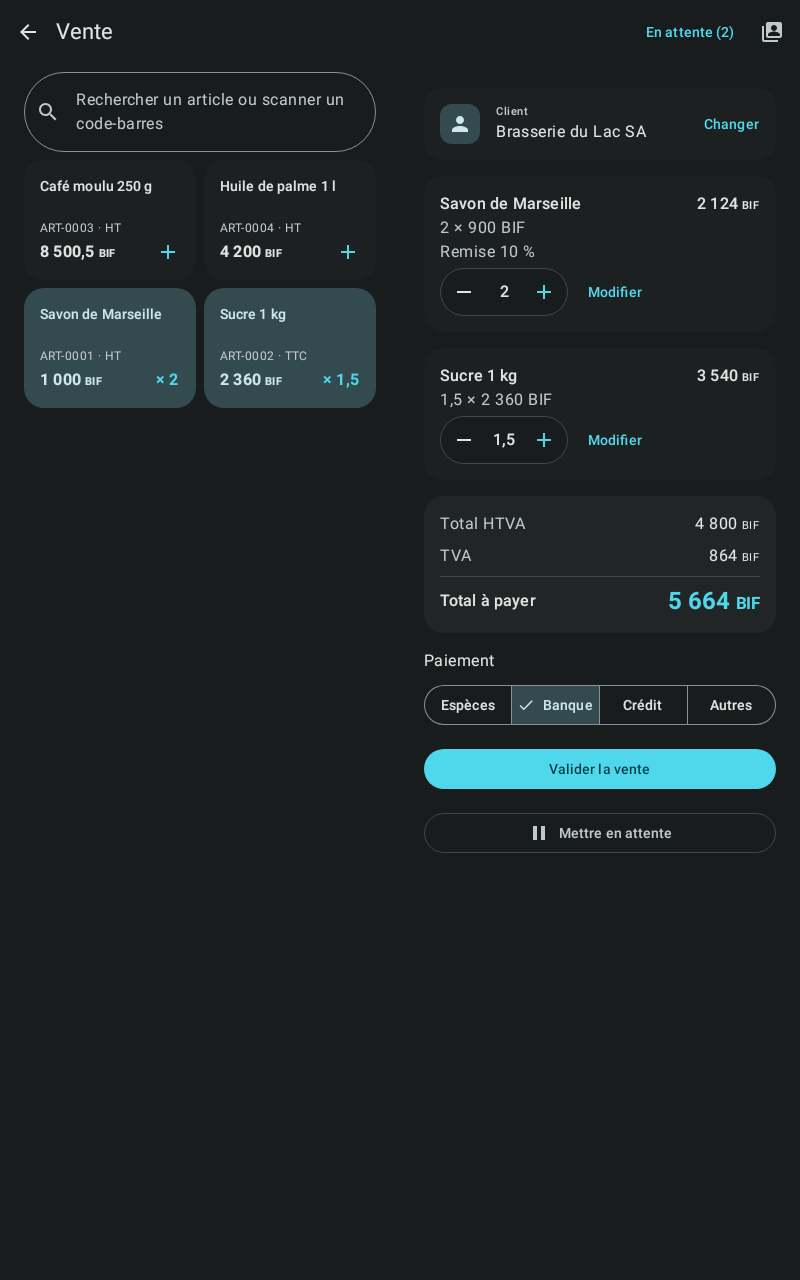 Vente
En attente (2)
Rechercher un article ou scanner un
code-barres
Café moulu 250 g
ART-0003 · HT
8 500,5 BIF
Huile de palme 1 l
ART-0004 · HT
4 200 BIF
Savon de Marseille
ART-0001 · HT
1 000 BIF × 2
Sucre 1 kg
ART-0002 · TTC
2 360 BIF × 1,5
Client
Brasserie du Lac SA
Changer
Savon de Marseille 2 124 BIF
2 × 900 BIF
Remise 10 %
2 Modifier
Sucre 1 kg 3 540 BIF
1,5 × 2 360 BIF
1,5 Modifier
Total HTVA 4 800 BIF
TVA 864 BIF
Total à payer 5 664 BIF
Paiement
Espèces Banque Crédit Autres
Valider la vente
Mettre en attente